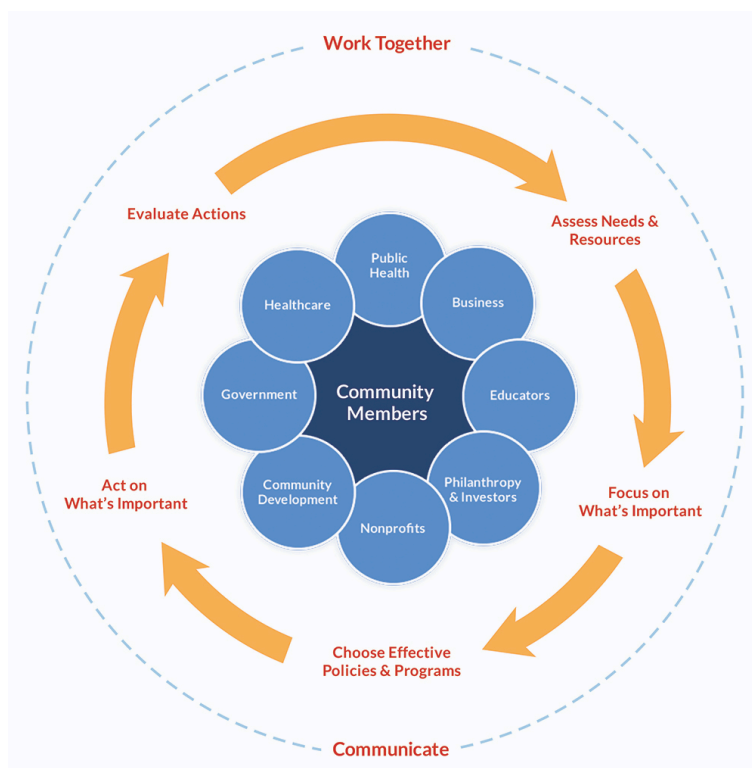 Work Together
Evaluate Actions
Assess Needs &
Resources
Public
Health
Healthcare
Business
Government
Community
Members
Educators
Community
Development
Philanthropy
& Investors
Nonprofits
Act on
What's Important
Focus on
What's Important
Choose Effective
Policies & Programs
Communicate